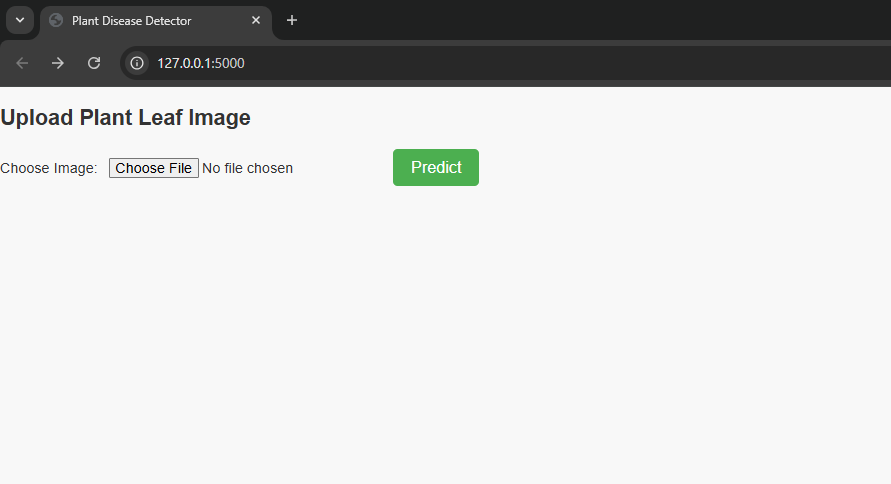 Plant Disease Detector
127.0.0.1:5000
Upload Plant Leaf Image
Choose Image: Choose File No file chosen Predict